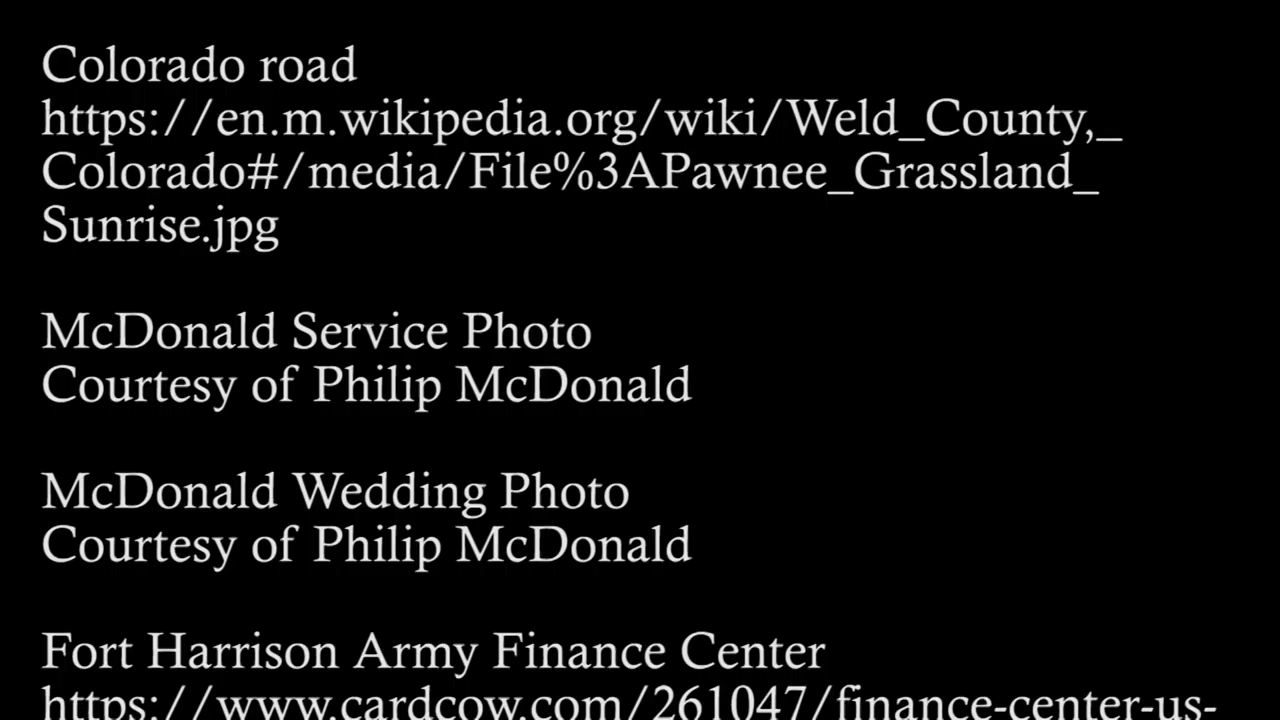 Colorado road
https://en.m.wikipedia.org/wiki/Weld_County,_
Colorado#/media/File%3APawnee_Grassland_
Sunrise.jpg
McDonald Service Photo
Courtesy of Philip McDonald
McDonald Wedding Photo
Courtesy of Philip McDonald
Fort Harrison Army Finance Center
https://www.cardcow.com/261047/finance-center-us-